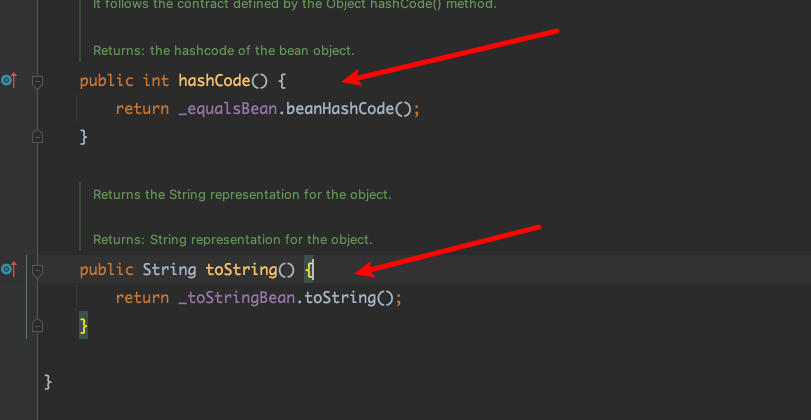 It follows the contract defined by the Object hashCode() method.
Returns: the hashcode of the bean object.
public int hashCode() {
return _equalsBean.beanHashCode();
}
Returns the String representation for the object.
Returns: String representation for the object.
public String toString() {
return _toStringBean.toString();
}
}